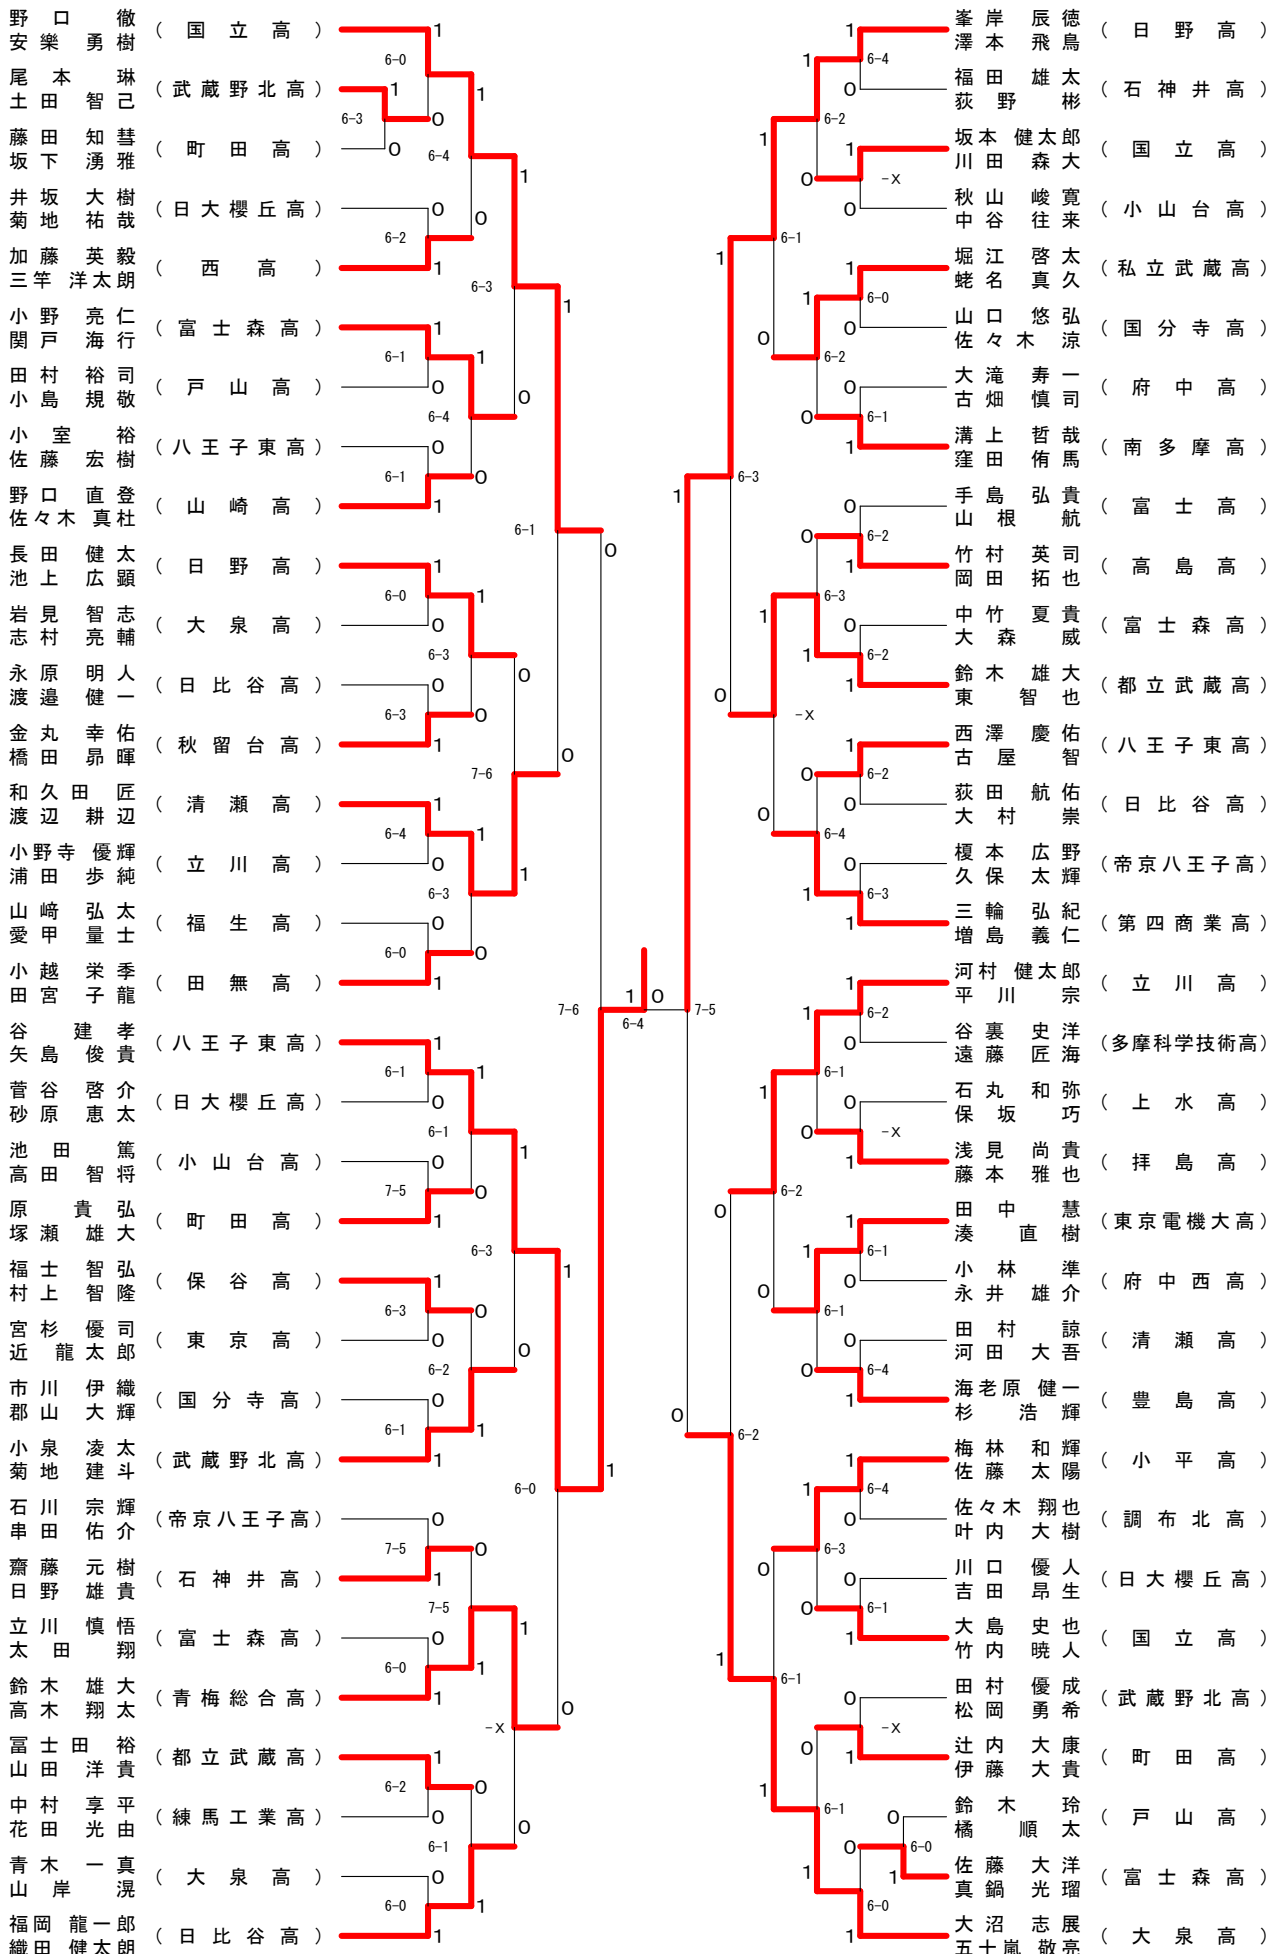 野口 徹
安樂 勇樹 （国立高）
尾本 琳
土田 智己 （武蔵野北高）
藤田 知彗
坂下 湧雅 （町田高）
井坂 大樹
菊地 祐哉 （日大櫻丘高）
加藤 英毅
三竿 洋太朗 （西高）
小野 亮仁
関戸 海行 （富士森高）
田村 裕司
小島 規敬 （戸山高）
小室 裕
佐藤 宏樹 （八王子東高）
野口 直登
佐々木 真杜 （山崎高）
長田 健太
池上 広顕 （日野高）
岩見 智志
志村 亮輔 （大泉高）
永原 明人
渡邉 健一 （日比谷高）
金丸 幸佑
橋田 昴暉 （秋留台高）
和久田 匠
渡辺 耕辺 （清瀬高）
小野寺 優輝
浦田 歩純 （立川高）
山﨑 弘太
愛甲 量士 （福生高）
小越 栄季
田宮 子龍 （田無高）
谷 建孝
矢島 俊貴 （八王子東高）
菅谷 啓介
砂原 恵太 （日大櫻丘高）
池田 篤
高田 智将 （小山台高）
原 貴弘
塚瀬 雄大 （町田高）
福士 智弘
村上 智隆 （保谷高）
宮杉 優司
近 龍太郎 （東京高）
市川 伊織
郡山 大輝 （国分寺高）
小泉 凌太
菊地 建斗 （武蔵野北高）
石川 宗輝
串田 佑介 （帝京八王子高）
齋藤 元樹
日野 雄貴 （石神井高）
立川 慎悟
太田 翔 （富士森高）
鈴木 雄大
高木 翔太 （青梅総合高）
冨士田 裕
山田 洋貴 （都立武蔵高）
中村 享平
花田 光由 （練馬工業高）
青木 一真
山岸 滉 （大泉高）
福岡 龍一郎
織田 健太朗 （日比谷高）
峯岸 辰徳
澤本 飛鳥 （日野高）
福田 雄太
荻野 彬 （石神井高）
坂本 健太郎
川田 森大 （国立高）
秋山 峻寛
中谷 往来 （小山台高）
堀江 啓太
蛯名 真久 （私立武蔵高）
山口 悠弘
佐々木 涼 （国分寺高）
大滝 寿一
古畑 慎司 （府中高）
溝上 哲哉
窪田 侑馬 （南多摩高）
手島 弘貴
山根 航 （富士高）
竹村 英司
岡田 拓也 （高島高）
中竹 夏貴
大森 威 （富士森高）
鈴木 雄大
東 智也 （都立武蔵高）
西澤 慶佑
古屋 智 （八王子東高）
荻田 航佑
大村 崇 （日比谷高）
榎本 広野
久保 太輝 （帝京八王子高）
三輪 弘紀
増島 義仁 （第四商業高）
河村 健太郎
平川 宗 （立川高）
谷裏 史洋
遠藤 匠海 （多摩科学技術高）
石丸 和弥
保坂 巧 （上水高）
浅見 尚貴
藤本 雅也 （拝島高）
田中 慧
湊 直樹 （東京電機大高）
小林 準
永井 雄介 （府中西高）
田村 諒
河田 大吾 （清瀬高）
海老原 健一
杉 浩輝 （豊島高）
梅林 和輝
佐藤 太陽 （小平高）
佐々木 翔也
叶内 大樹 （調布北高）
川口 優人
吉田 昂生 （日大櫻丘高）
大島 史也
竹内 暁人 （国立高）
田村 優成
松岡 勇希 （武蔵野北高）
辻内 大康
伊藤 大貴 （町田高）
鈴木 玲
橘 順太 （戸山高）
佐藤 大洋
真鍋 光瑠 （富士森高）
大沼 志展
五十嵐 敬亮 （大泉高）